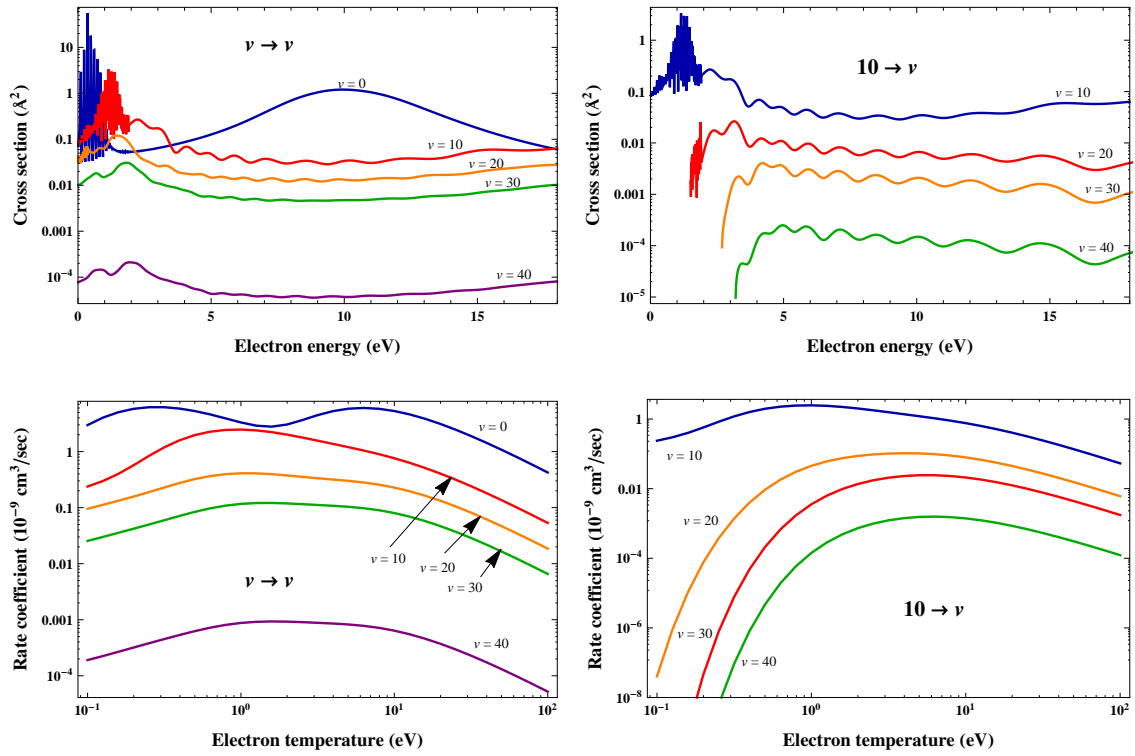 Cross section (Å²)
10
1
0.1
0.01
0.001
10⁻⁴
v → v
v = 0
v = 10
v = 20
v = 30
v = 40
0
5
10
15
Electron energy (eV)
Cross section (Å²)
1
0.1
0.01
0.001
10⁻⁴
10⁻⁵
10 → v
v = 10
v = 20
v = 30
v = 40
0
5
10
15
Electron energy (eV)
Rate coefficient (10⁻⁹ cm³/sec)
1
0.1
0.01
0.001
10⁻⁴
v = 0
v = 10
v = 20
v = 30
v → v
v = 40
10⁻¹
10⁰
10¹
10²
Electron temperature (eV)
Rate coefficient (10⁻⁹ cm³/sec)
1
0.01
10⁻⁴
10⁻⁶
10⁻⁸
v = 10
v = 20
v = 30
v = 40
10 → v
10⁻¹
10⁰
10¹
10²
Electron temperature (eV)